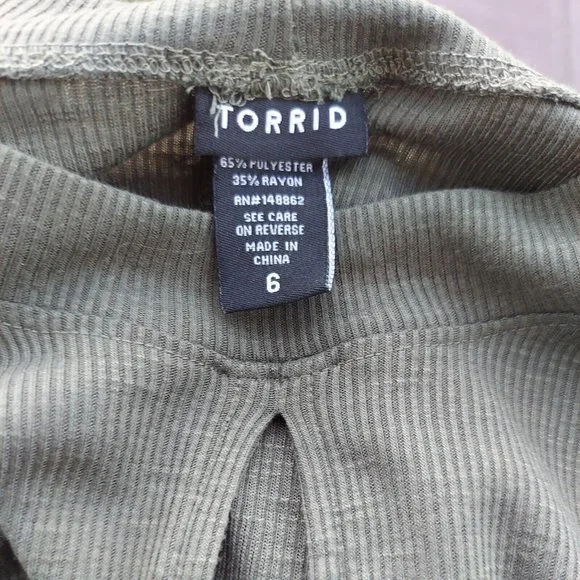 TORRID
65% POLYESTER
35% RAYON
RN#148862
SEE CARE
ON REVERSE
MADE IN
CHINA
6